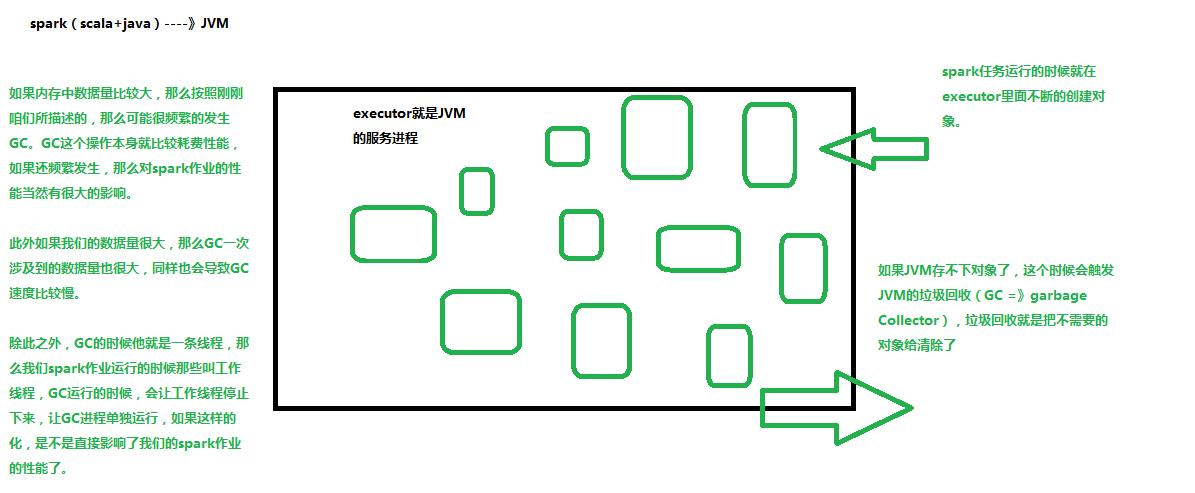 spark（scala+java）----》JVM
如果内存中数据量比较大，那么按照刚刚
咱们所描述的，那么可能很频繁的发生
GC。GC这个操作本身就比较耗费性能，
如果还频繁发生，那么对spark作业的性
能当然有很大的影响。
此外如果我们的数据量很大，那么GC一次
涉及到的数据量也很大，同样也会导致GC
速度比较慢。
除此之外，GC的时候他就是一条线程，那
么我们spark作业运行的时候那些叫工作
线程，GC运行的时候，会让工作线程停止
下来，让GC进程单独运行，如果这样的
化，是不是直接影响了我们的spark作业
的性能了。
executor就是JVM
的服务进程
spark任务运行的时候就在
executor里面不断的创建对
象。
如果JVM存不下对象了，这个时候会触发
JVM的垃圾回收（GC =》garbage
Collector），垃圾回收就是把不需要的
对象给清除了